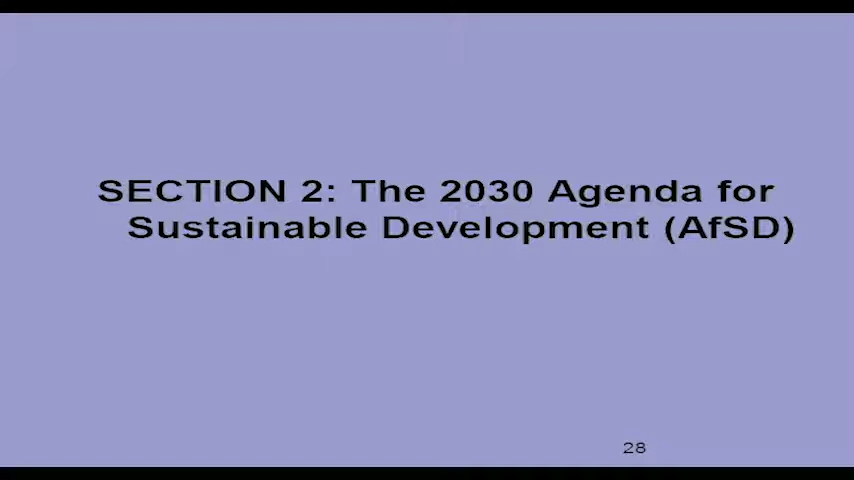 SECTION 2: The 2030 Agenda for
Sustainable Development (AfSD)
28